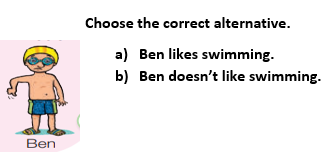 Choose the correct alternative.
a) Ben likes swimming.
b) Ben doesn't like swimming.
Ben